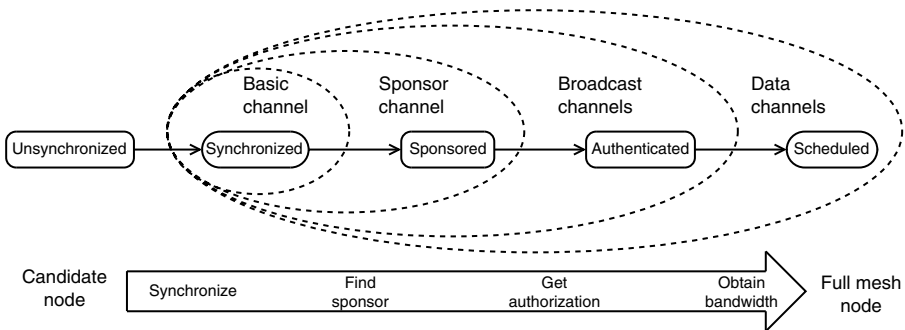 Basic
channel
Sponsor
channel
Broadcast
channels
Data
channels
Unsynchronized
Synchronized
Sponsored
Authenticated
Scheduled
Candidate
node
Synchronize
Find
sponsor
Get
authorization
Obtain
bandwidth
Full mesh
node